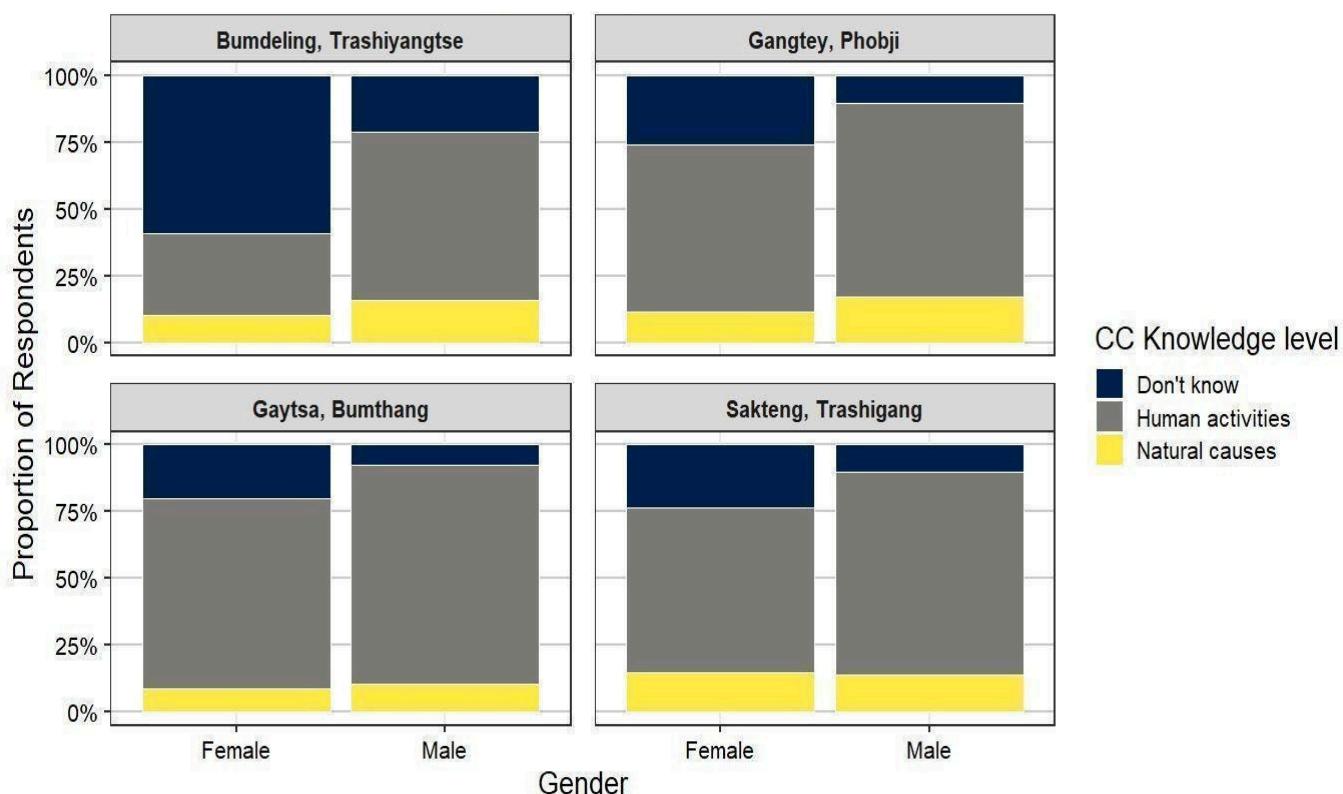 Bumdeling, Trashiyangtse
Gangtey, Phobji
100%
75%
50%
25%
0%
Gaytsa, Bumthang
Sakteng, Trashigang
100%
75%
50%
25%
0%
Female
Male
Female
Male
Gender
Proportion of Respondents
CC Knowledge level
Don't know
Human activities
Natural causes